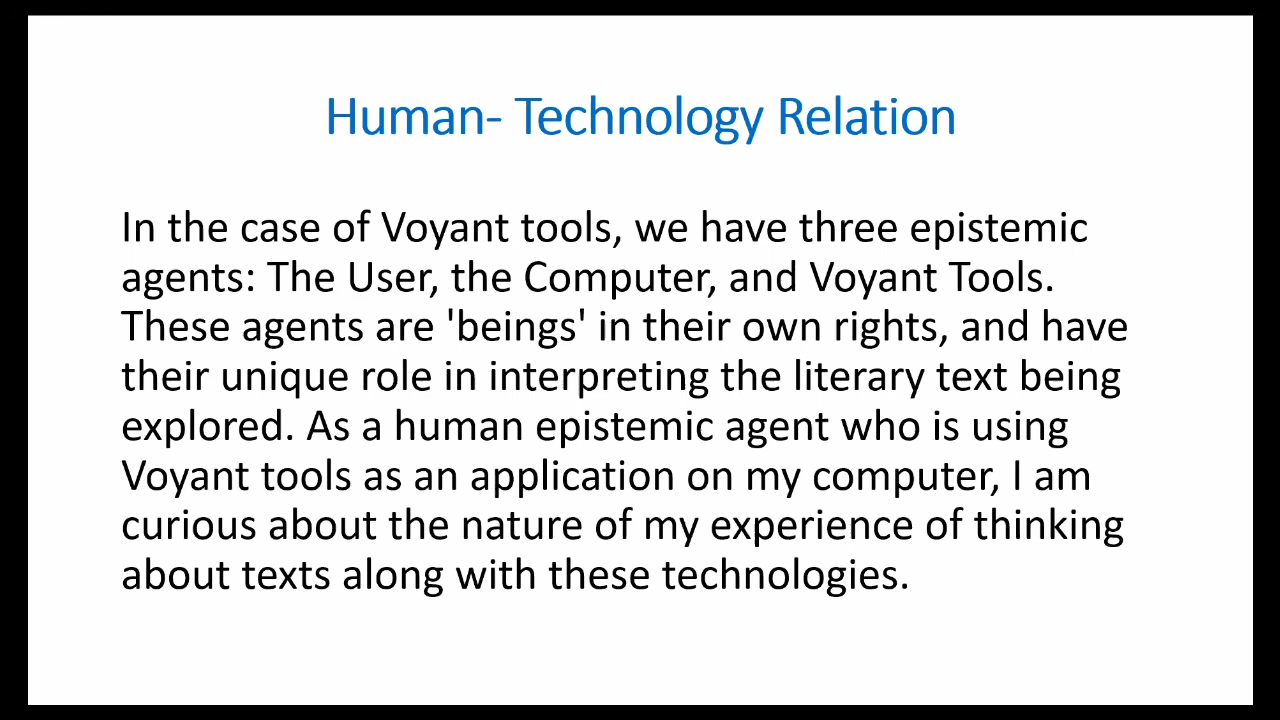 Human- Technology Relation
In the case of Voyant tools, we have three epistemic
agents: The User, the Computer, and Voyant Tools.
These agents are 'beings' in their own rights, and have
their unique role in interpreting the literary text being
explored. As a human epistemic agent who is using
Voyant tools as an application on my computer, I am
curious about the nature of my experience of thinking
about texts along with these technologies.